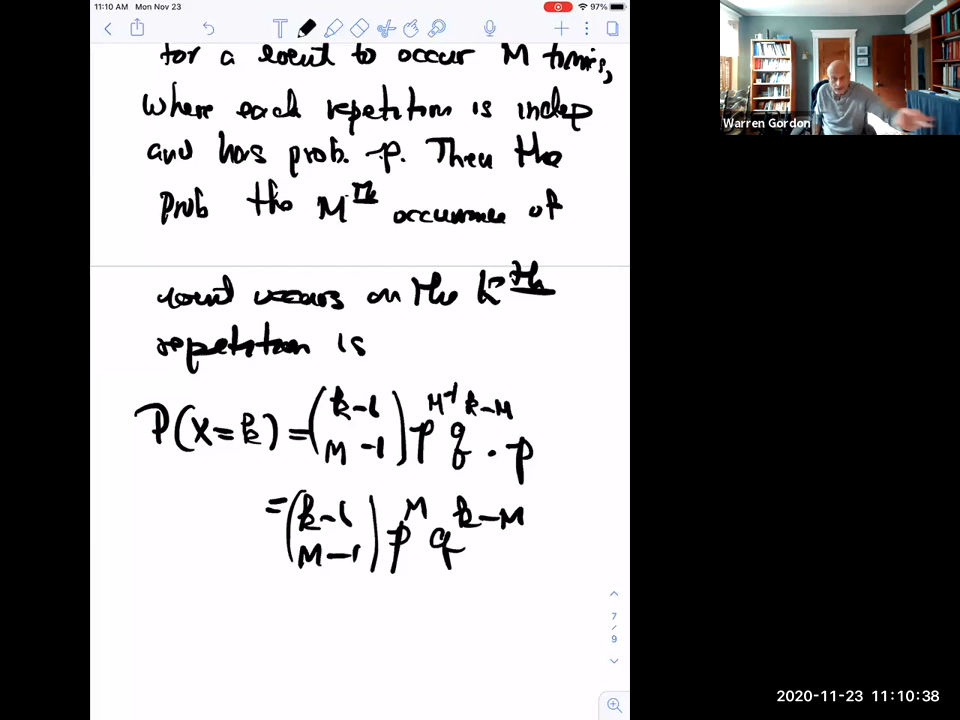 11:10 AM Mon Nov 23
97%
for a event to occur M times,
where each repetition is indep
and has prob. p. Then the
prob the Mth occurrence of
event occurs on the kth
repetition is
P(X=k) = (k-1 M-1) p^M-1 q^k-M · p
= (k-1 M-1) p^M q^k-M
7 / 9
Warren Gordon
2020-11-23 11:10:38